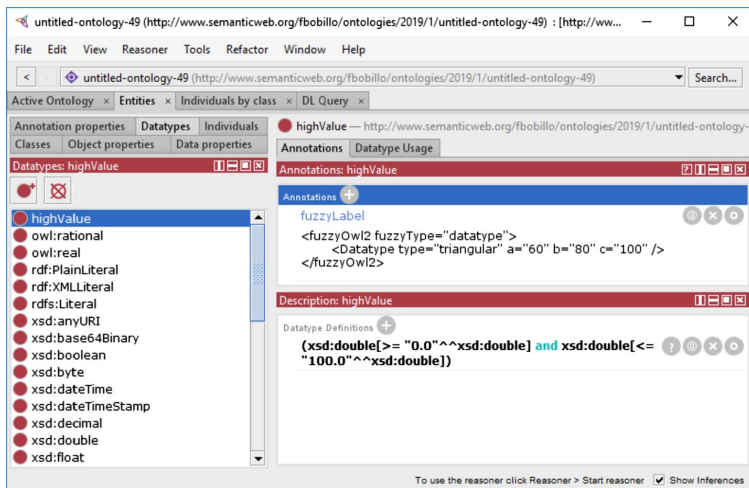 untitled-ontology-49 (http://www.semanticweb.org/fbobillo/ontologies/2019/1/untitled-ontology-49) : [http://ww...
File Edit View Reasoner Tools Refactor Window Help
< > untitled-ontology-49 (http://www.semanticweb.org/fbobillo/ontologies/2019/1/untitled-ontology-49) Search...
Active Ontology × Entities × Individuals by class × DL Query ×
Annotation properties Datatypes Individuals
Classes Object properties Data properties
Datatypes: highValue
highValue
owl:rational
owl:real
rdf:PlainLiteral
rdf:XMLLiteral
rdfs:Literal
xsd:anyURI
xsd:base64Binary
xsd:boolean
xsd:byte
xsd:dateTime
xsd:dateTimeStamp
xsd:decimal
xsd:double
xsd:float
highValue — http://www.semanticweb.org/fbobillo/ontologies/2019/1/untitled-ontology-
Annotations Datatype Usage
Annotations: highValue
Annotations
fuzzyLabel
<fuzzyOwl2 fuzzyType="datatype">
<Datatype type="triangular" a="60" b="80" c="100" />
</fuzzyOwl2>
Description: highValue
Datatype Definitions
(xsd:double[>= "0.0"^^xsd:double] and xsd:double[<=
"100.0"^^xsd:double])
To use the reasoner click Reasoner > Start reasoner Show Inferences